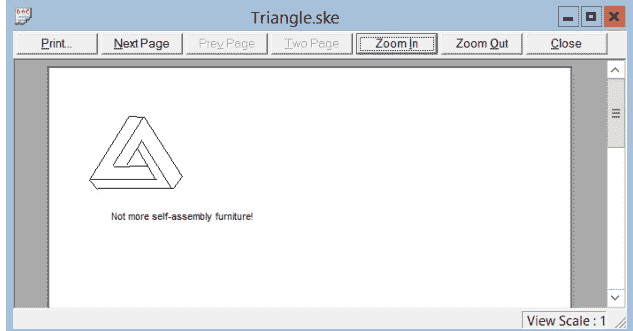 Triangle.ske
Print... Next Page Prev Page Two Page Zoom In Zoom Out Close
Not more self-assembly furniture!
View Scale : 1